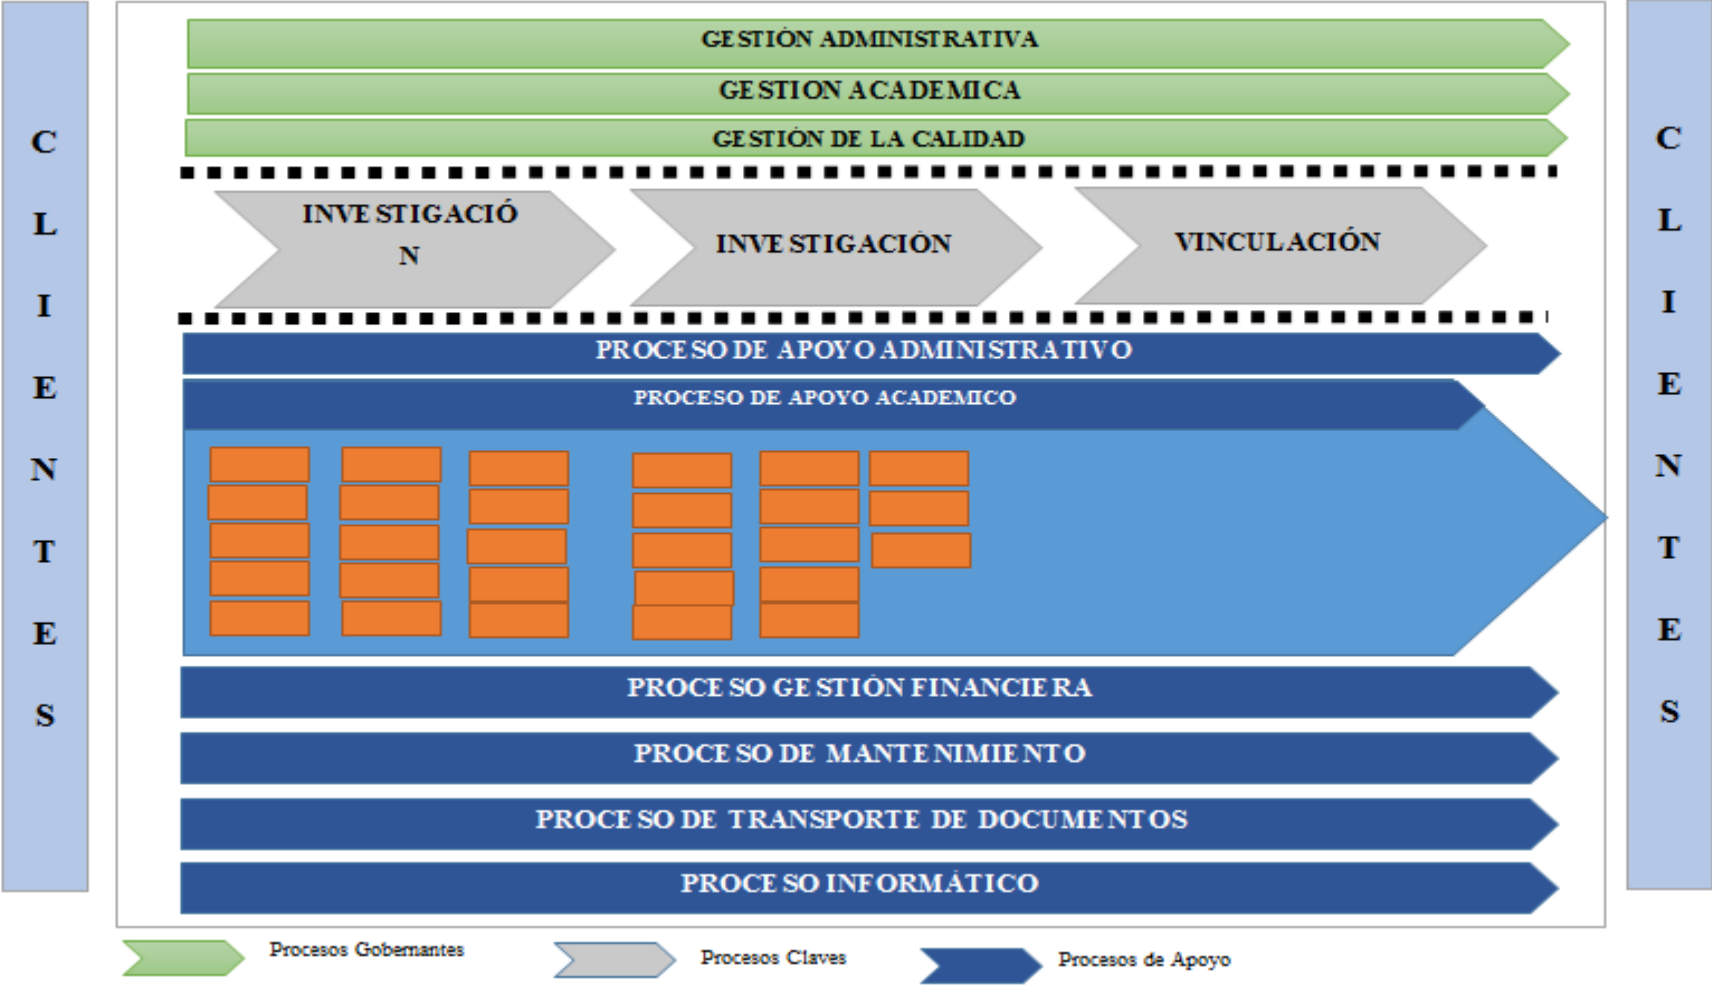 C
L
I
E
N
T
E
S
GESTIÓN ADMINISTRATIVA
GESTION ACADEMICA
GESTIÓN DE LA CALIDAD
INVESTIGACIÓ
N
INVESTIGACIÓN
VINCULACIÓN
PROCESO DE APOYO ADMINISTRATIVO
PROCESO DE APOYO ACADEMICO
PROCESO GESTIÓN FINANCIERA
PROCESO DE MANTENIMIENTO
PROCESO DE TRANSPORTE DE DOCUMENTOS
PROCESO INFORMÁTICO
C
L
I
E
N
T
E
S
Procesos Gobernantes
Procesos Claves
Procesos de Apoyo